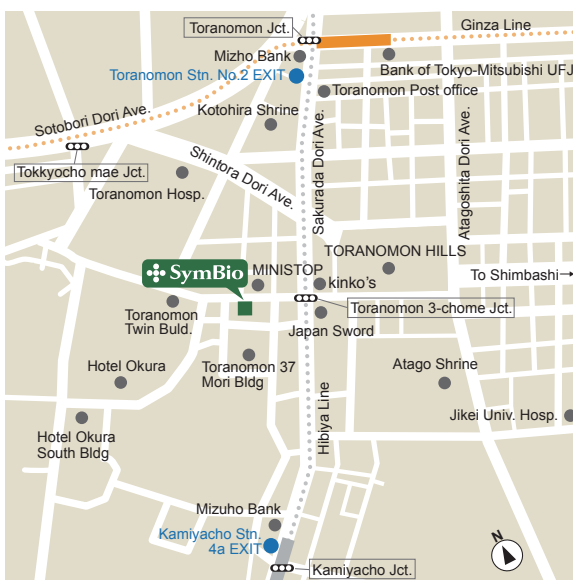 Toranomon Jct.
Ginza Line
Mizho Bank
Bank of Tokyo-Mitsubishi UFJ
Toranomon Stn. No.2 EXIT
Toranomon Post office
Sotobori Dori Ave.
Kotohira Shrine
Shintora Dori Ave.
Sakurada Dori Ave.
Atagoshita Dori Ave.
Tokkyocho mae Jct.
Toranomon Hosp.
TORANOMON HILLS
SymBio
MINISTOP
kinko's
To Shimbashi
Toranomon
Twin Buld.
Toranomon 3-chome Jct.
Japan Sword
Hotel Okura
Toranomon 37
Mori Bldg
Atago Shrine
Hibiya Line
Jikei Univ. Hosp.
Hotel Okura
South Bldg
Mizuho Bank
Kamiyacho Stn.
4a EXIT
N
Kamiyacho Jct.